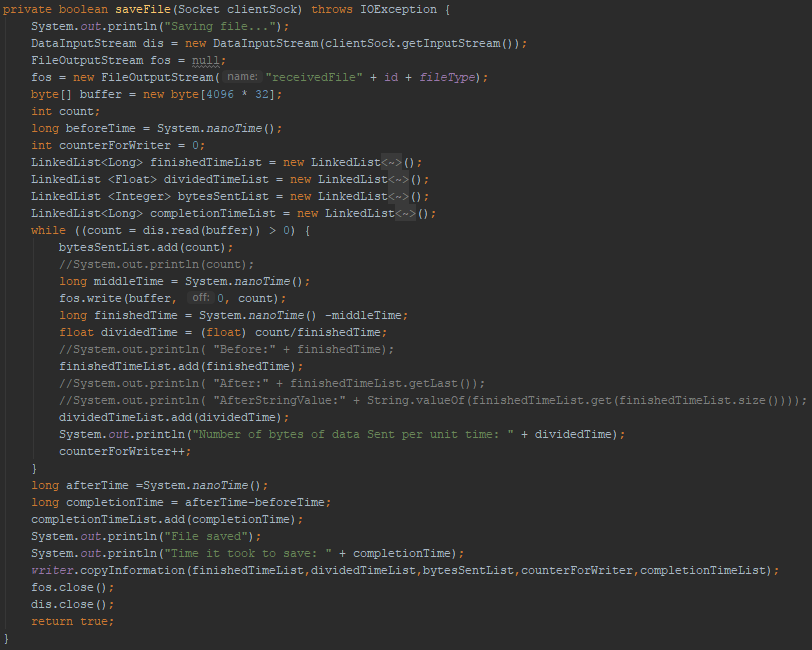 private boolean saveFile(Socket clientSock) throws IOException {
    System.out.println("Saving file...");
    DataInputStream dis = new DataInputStream(clientSock.getInputStream());
    FileOutputStream fos = null;
    fos = new FileOutputStream( name: "receivedFile" + id + fileType);
    byte[] buffer = new byte[4096 * 32];
    int count;
    long beforeTime = System.nanoTime();
    int counterForWriter = 0;
    LinkedList<Long> finishedTimeList = new LinkedList<~>();
    LinkedList <Float> dividedTimeList = new LinkedList<~>();
    LinkedList <Integer> bytesSentList = new LinkedList<~>();
    LinkedList<Long> completionTimeList = new LinkedList<~>();
    while ((count = dis.read(buffer)) > 0) {
        bytesSentList.add(count);
        //System.out.println(count);
        long middleTime = System.nanoTime();
        fos.write(buffer, off: 0, count);
        long finishedTime = System.nanoTime() -middleTime;
        float dividedTime = (float) count/finishedTime;
        //System.out.println( "Before:" + finishedTime);
        finishedTimeList.add(finishedTime);
        //System.out.println( "After:" + finishedTimeList.getLast());
        //System.out.println( "AfterStringValue:" + String.valueOf(finishedTimeList.get(finishedTimeList.size())));
        dividedTimeList.add(dividedTime);
        System.out.println("Number of bytes of data Sent per unit time: " + dividedTime);
        counterForWriter++;
    }
    long afterTime =System.nanoTime();
    long completionTime = afterTime-beforeTime;
    completionTimeList.add(completionTime);
    System.out.println("File saved");
    System.out.println("Time it took to save: " + completionTime);
    writer.copyInformation(finishedTimeList,dividedTimeList,bytesSentList,counterForWriter,completionTimeList);
    fos.close();
    dis.close();
    return true;
}